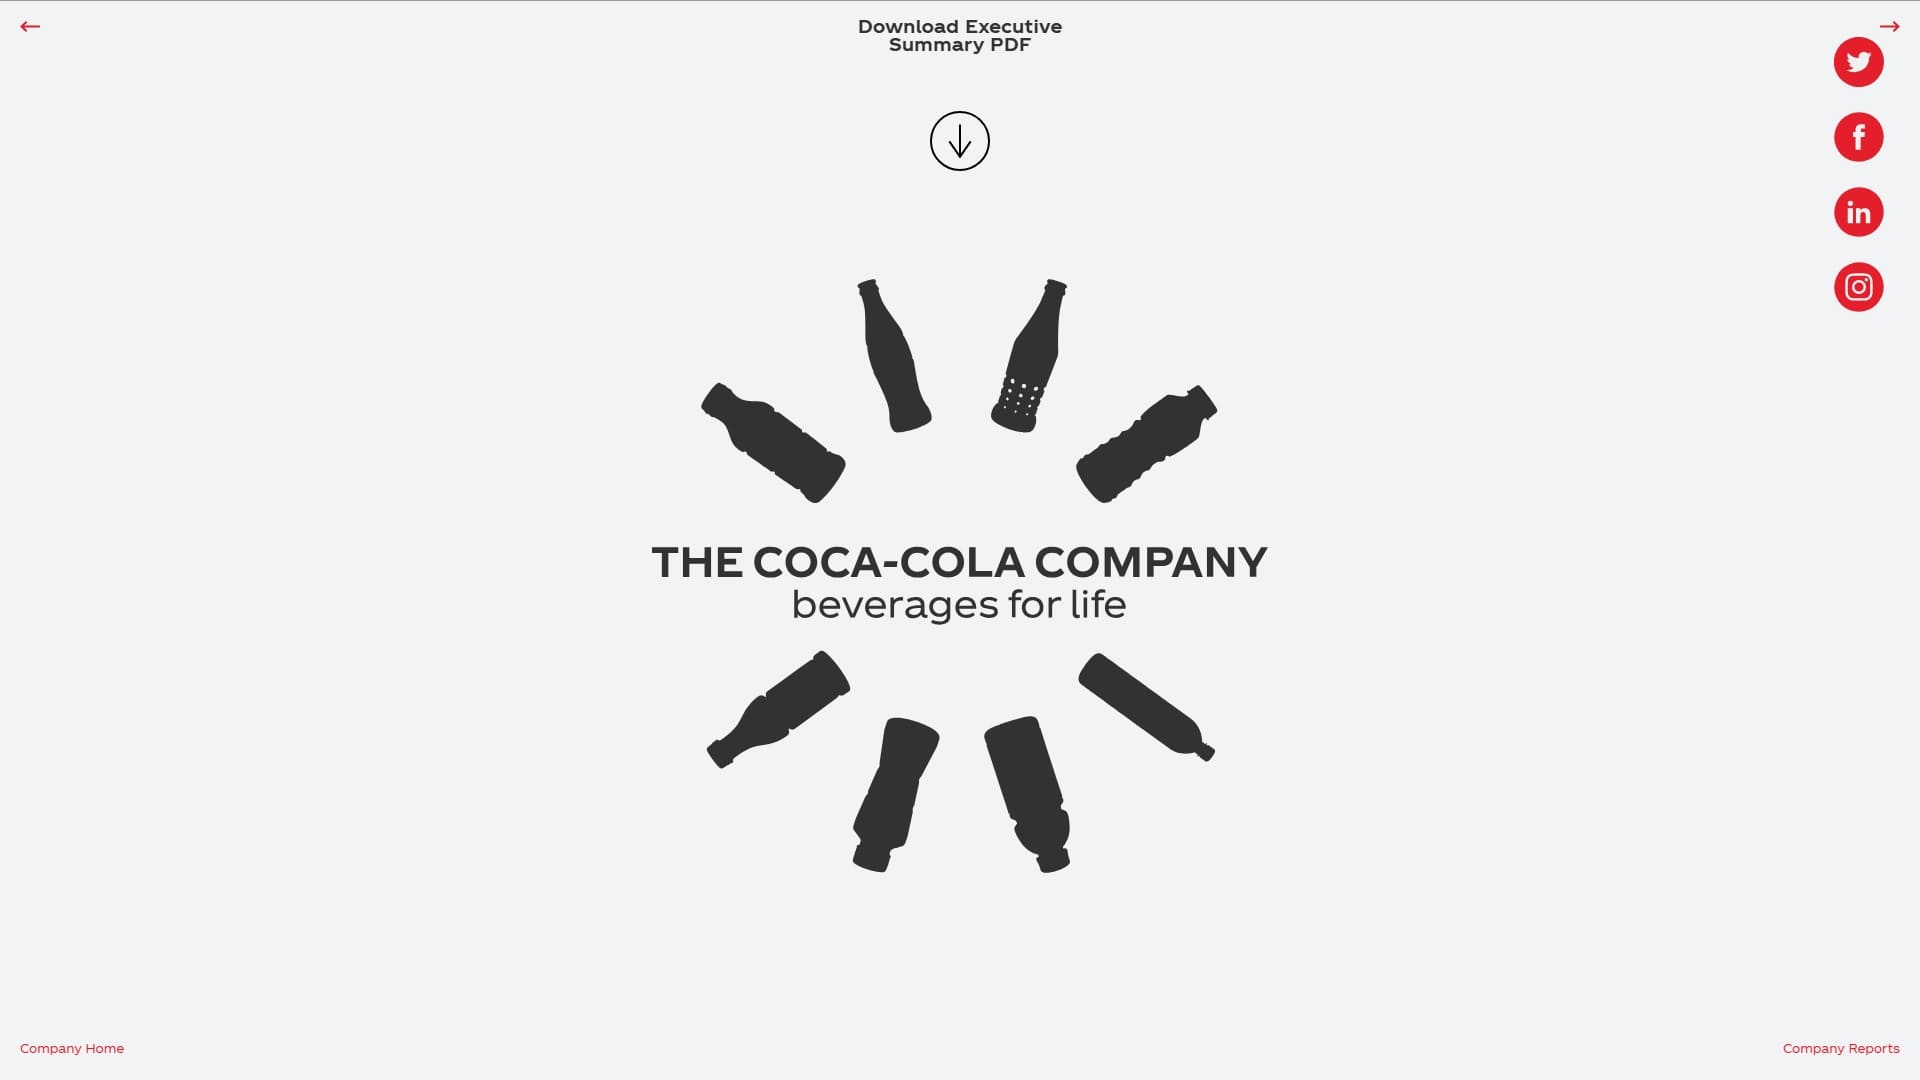 Download Executive
Summary PDF
THE COCA-COLA COMPANY
beverages for life
Company Home
Company Reports